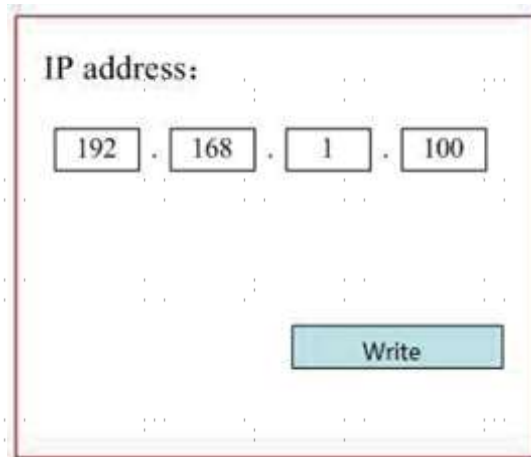 IP address：
192 . 168 . 1 . 100
Write